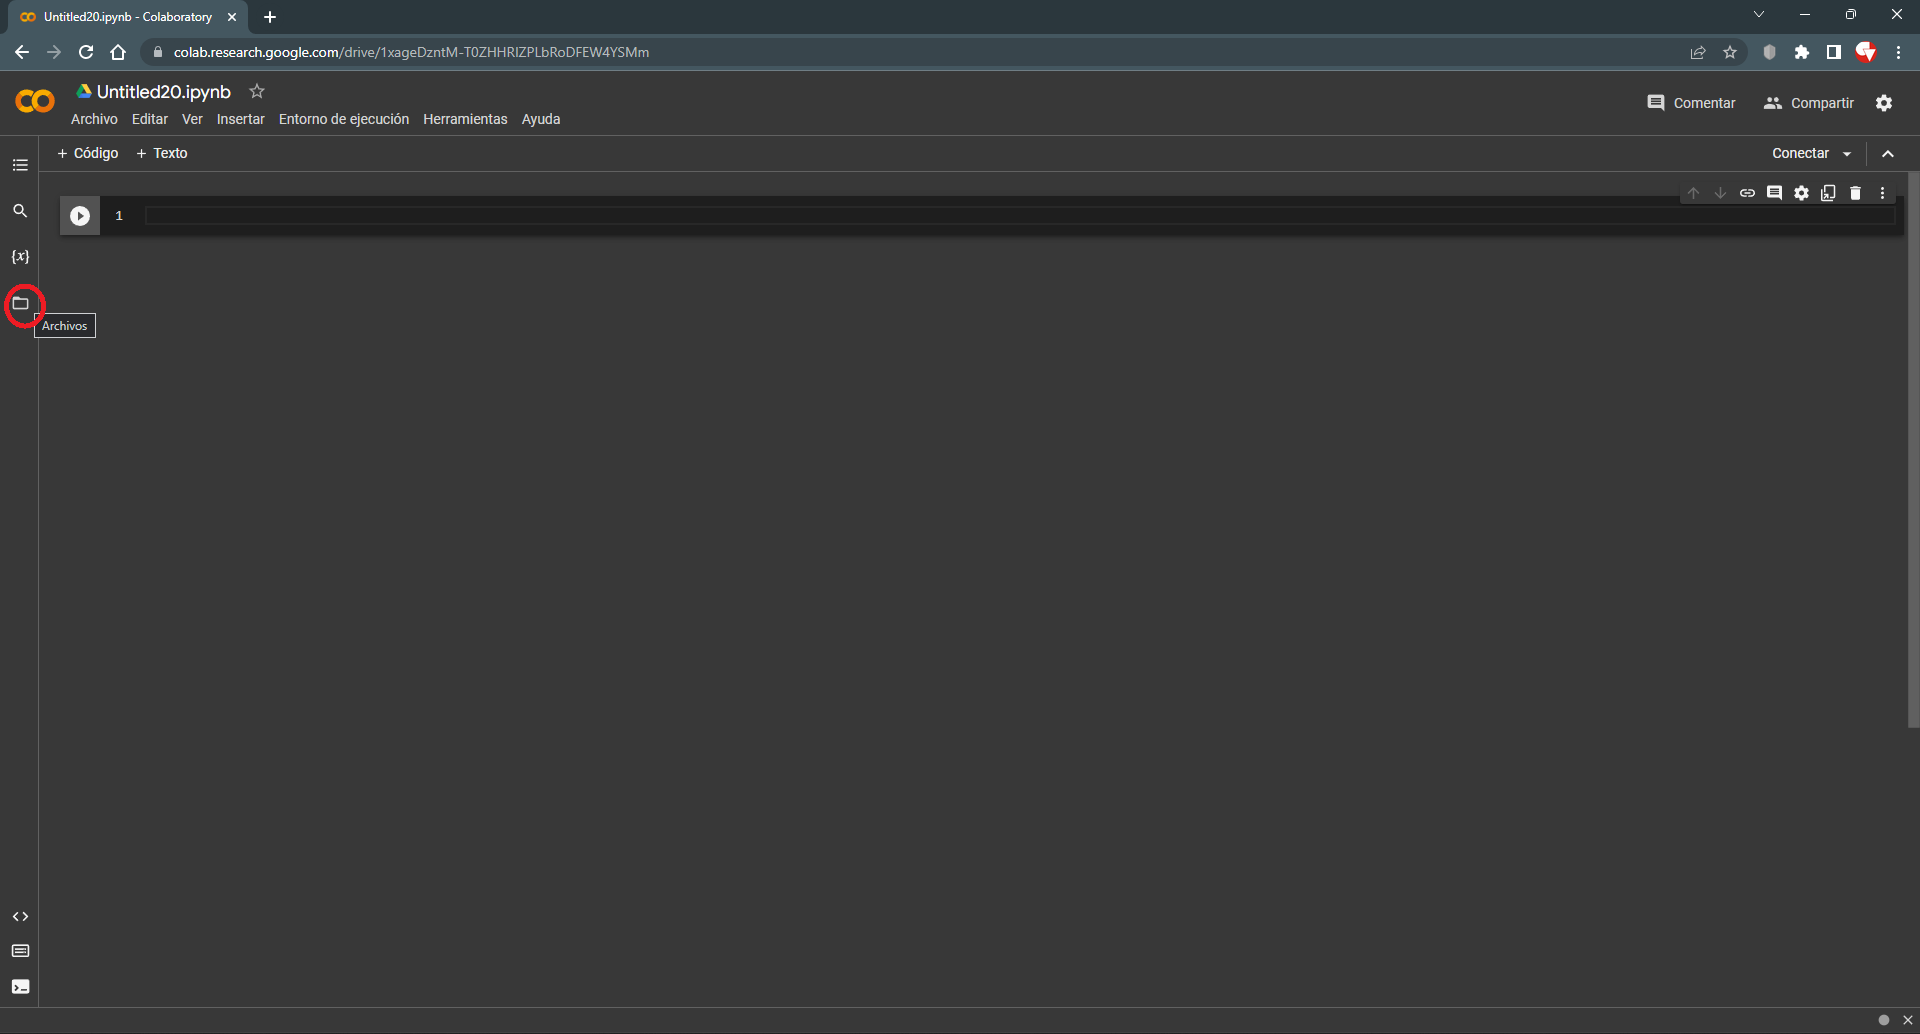 Untitled20.ipynb - Colaboratory
colab.research.google.com/drive/1xageDzntM-T0ZHHRIZPLbRoDFEW4YSMm
Untitled20.ipynb
Comentar Compartir
Archivo Editar Ver Insertar Entorno de ejecución Herramientas Ayuda
+ Código + Texto Conectar
1
{x}
Archivos